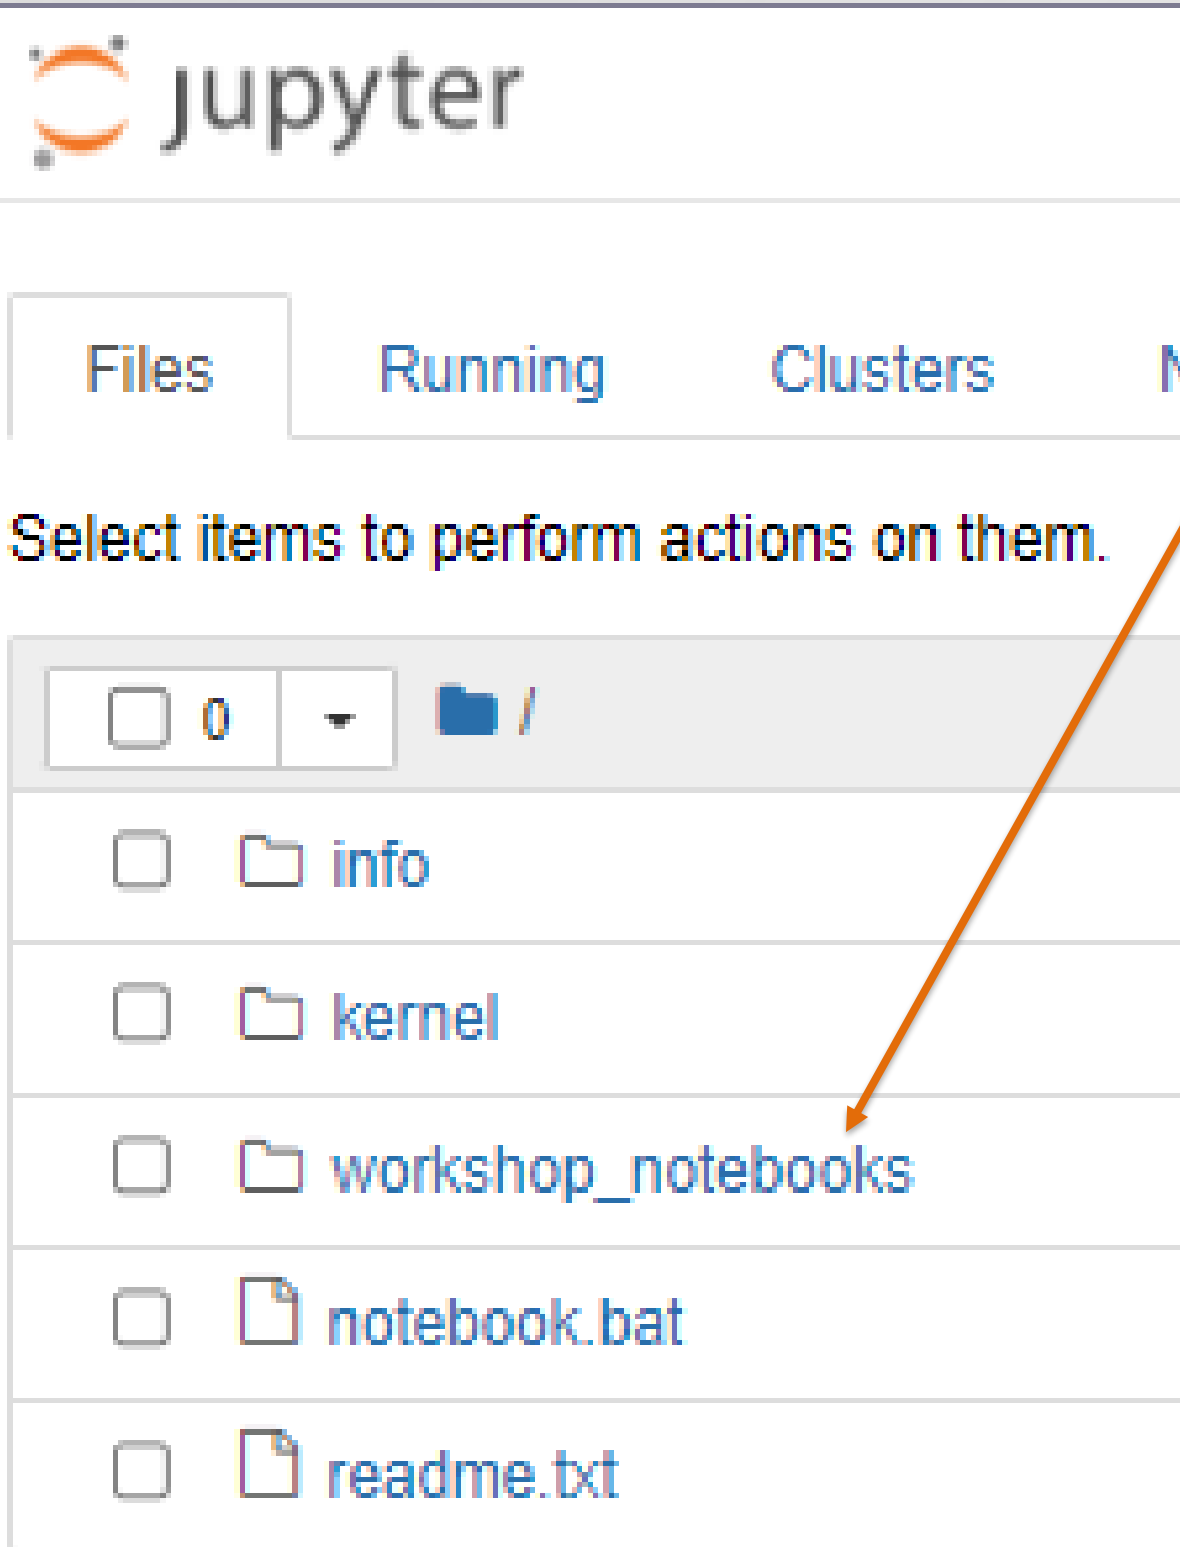 jupyter
Files Running Clusters
Select items to perform actions on them.
0 /
info
kernel
workshop_notebooks
notebook.bat
readme.txt